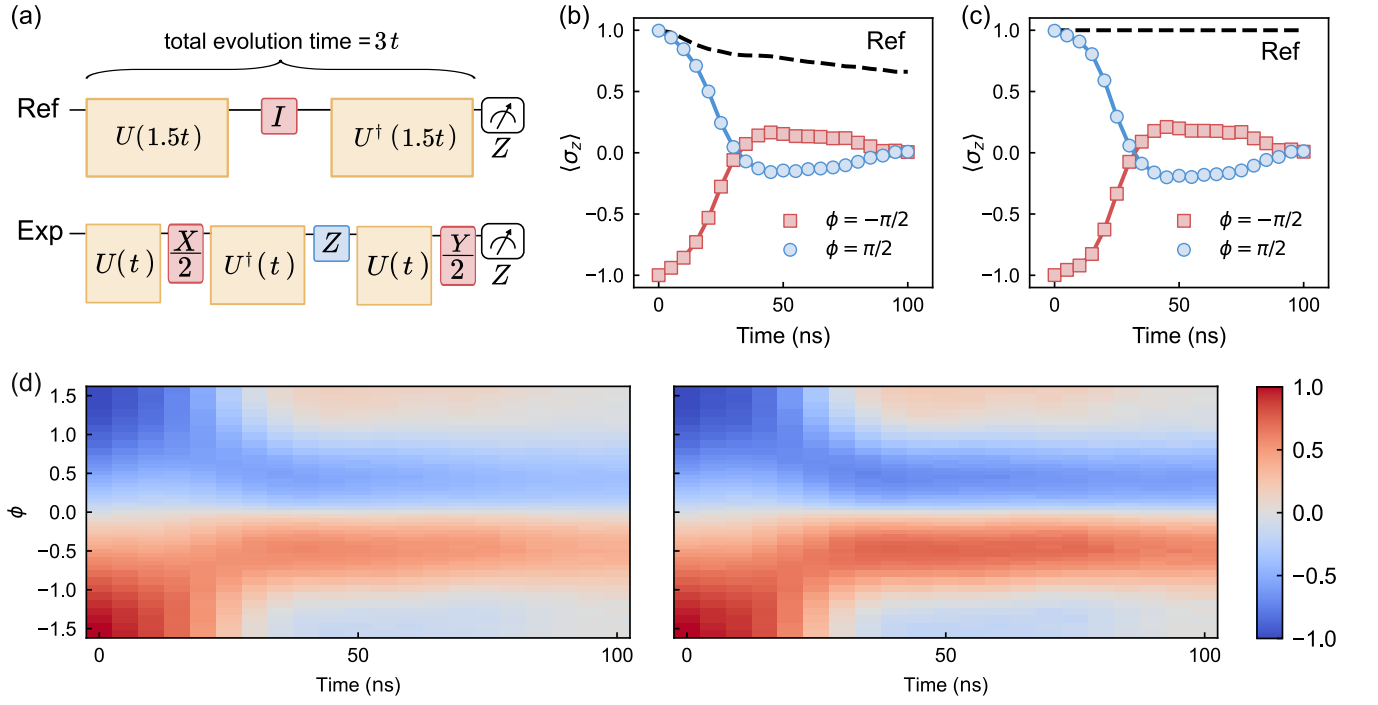 (a)
total evolution time = 3t
Ref
U(1.5t)
I
U†(1.5t)
Z
Exp
U(t)
X/2
U†(t)
Z
U(t)
Y/2
Z
(b)
1.0
0.5
0.0
−0.5
−1.0
⟨σz⟩
Ref
ϕ = −π/2
ϕ = π/2
0 50 100
Time (ns)
(c)
1.0
0.5
0.0
−0.5
−1.0
⟨σz⟩
Ref
ϕ = −π/2
ϕ = π/2
0 50 100
Time (ns)
(d)
1.5
1.0
0.5
0.0
−0.5
−1.0
−1.5
ϕ
0 50 100
Time (ns)
0 50 100
Time (ns)
1.0
0.5
0.0
−0.5
−1.0